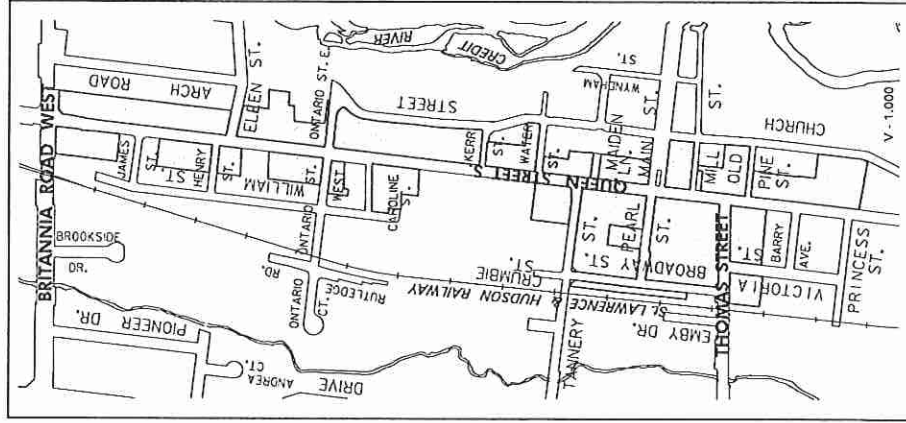 BRITANNIA ROAD WEST
ARCH ROAD
ELLEN ST.
ONTARIO ST. E.
RIVER
CREDIT
STREET
CHURCH
WYNDHAM ST.
JAMES ST.
HENRY ST.
WILLIAM ST.
ONTARIO ST.
WEST
CAROLINE ST.
KERR ST.
WATER ST.
MAIDEN LN.
MAIN ST.
MILL ST.
OLD
PINE ST.
QUEEN STREET S
BROOKSIDE DR.
PIONEER DR.
ANDREA CT.
DRIVE
RUTLEDGE RD.
ONTARIO CT.
HUDSON RAILWAY
ST. LAWRENCE
CRUMBIE ST.
TANNERY ST.
PEARL ST.
BROADWAY ST.
EMBY DR.
THOMAS STREET
VICTORIA ST.
BARRY AVE.
PRINCESS ST.
V - 1.000